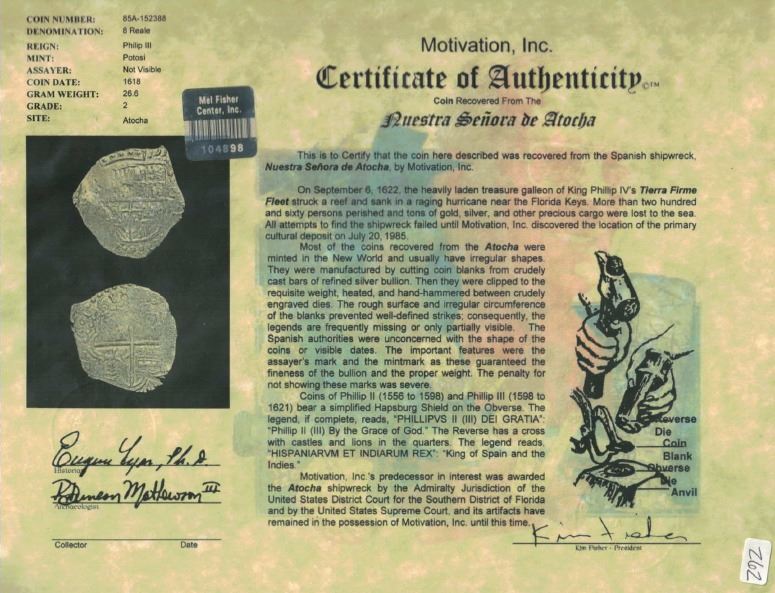 COIN NUMBER: 85A-152388
DENOMINATION: 8 Reale
REIGN: Philip III
MINT: Potosi
ASSAYER: Not Visible
COIN DATE: 1618
GRAM WEIGHT: 26.6
GRADE: 2
SITE: Atocha
Mel Fisher
Center, Inc.
104898
Motivation, Inc.
Certificate of Authenticity ©™
Coin Recovered From The
Nuestra Señora de Atocha
This is to Certify that the coin here described was recovered from the Spanish shipwreck,
Nuestra Señora de Atocha, by Motivation, Inc.
On September 6, 1622, the heavily laden treasure galleon of King Phillip IV's Tierra Firme
Fleet struck a reef and sank in a raging hurricane near the Florida Keys. More than two hundred
and sixty persons perished and tons of gold, silver, and other precious cargo were lost to the sea.
All attempts to find the shipwreck failed until Motivation, Inc. discovered the location of the primary
cultural deposit on July 20, 1985.
Most of the coins recovered from the Atocha were
minted in the New World and usually have irregular shapes.
They were manufactured by cutting coin blanks from crudely
cast bars of refined silver bullion. Then they were clipped to the
requisite weight, heated, and hand-hammered between crudely
engraved dies. The rough surface and irregular circumference
of the blanks prevented well-defined strikes; consequently, the
legends are frequently missing or only partially visible. The
Spanish authorities were unconcerned with the shape of the
coins or visible dates. The important features were the
assayer's mark and the mintmark as these guaranteed the
fineness of the bullion and the proper weight. The penalty for
not showing these marks was severe.
Coins of Phillip II (1556 to 1598) and Phillip III (1598 to
1621) bear a simplified Hapsburg Shield on the Obverse. The
legend, if complete, reads, "PHILLIPVS II (III) DEI GRATIA":
"Phillip II (III) By the Grace of God." The Reverse has a cross
with castles and lions in the quarters. The legend reads,
"HISPANIARVM ET INDIARUM REX": "King of Spain and the
Indies."
Motivation, Inc.'s predecessor in interest was awarded
the Atocha shipwreck by the Admiralty Jurisdiction of the
United States District Court for the Southern District of Florida
and by the United States Supreme Court, and its artifacts have
remained in the possession of Motivation, Inc. until this time.
Reverse
Die
Coin
Blank
Obverse
Die
Anvil
Eugene Lyon, Ph.D.
Historian
R. Duncan Mathewson III
Archaeologist
Collector Date
Kim Fisher
Kim Fisher - President
Z62